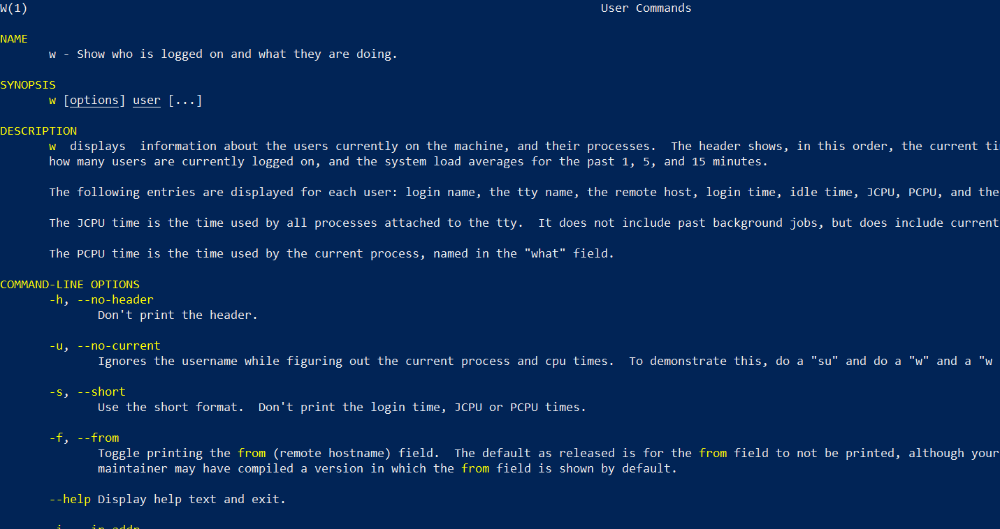 W(1) User Commands
NAME
w - Show who is logged on and what they are doing.
SYNOPSIS
w [options] user [...]
DESCRIPTION
w  displays  information about the users currently on the machine, and their processes.  The header shows, in this order, the current
how many users are currently logged on, and the system load averages for the past 1, 5, and 15 minutes.
The following entries are displayed for each user: login name, the tty name, the remote host, login time, idle time, JCPU, PCPU, and the
The JCPU time is the time used by all processes attached to the tty.  It does not include past background jobs, but does include current
The PCPU time is the time used by the current process, named in the "what" field.
COMMAND-LINE OPTIONS
-h, --no-header
Don't print the header.
-u, --no-current
Ignores the username while figuring out the current process and cpu times.  To demonstrate this, do a "su" and do a "w" and a "w
-s, --short
Use the short format.  Don't print the login time, JCPU or PCPU times.
-f, --from
Toggle printing the from (remote hostname) field.  The default as released is for the from field to not be printed, although your
maintainer may have compiled a version in which the from field is shown by default.
--help Display help text and exit.